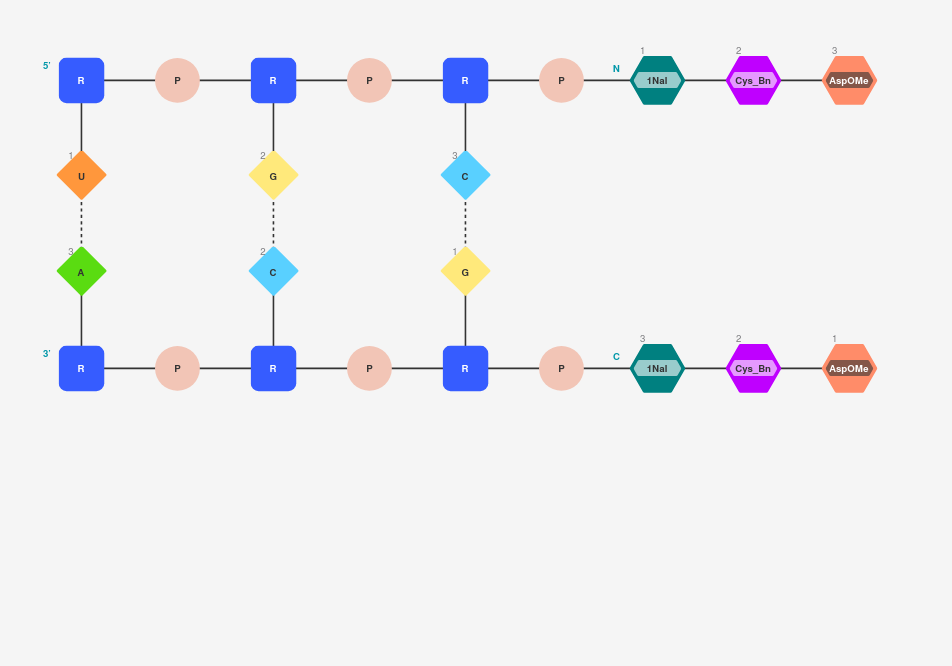 1 2 3
5' R P R P R P N 1Nal Cys_Bn AspOMe
1 2 3
U G C
3 2 1
A C G
3 2 1
3' R P R P R P C 1Nal Cys_Bn AspOMe